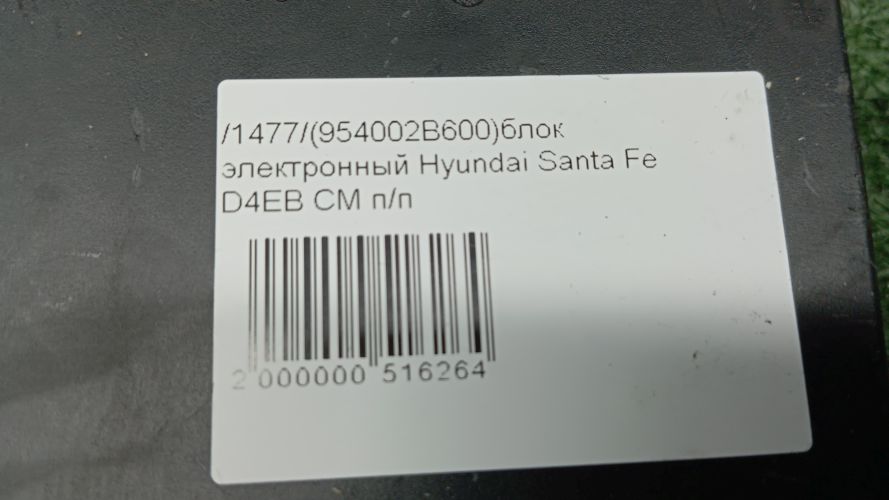 /1477/(954002B600)блок
электронный Hyundai Santa Fe
D4EB CM п/п
2 000000 516264